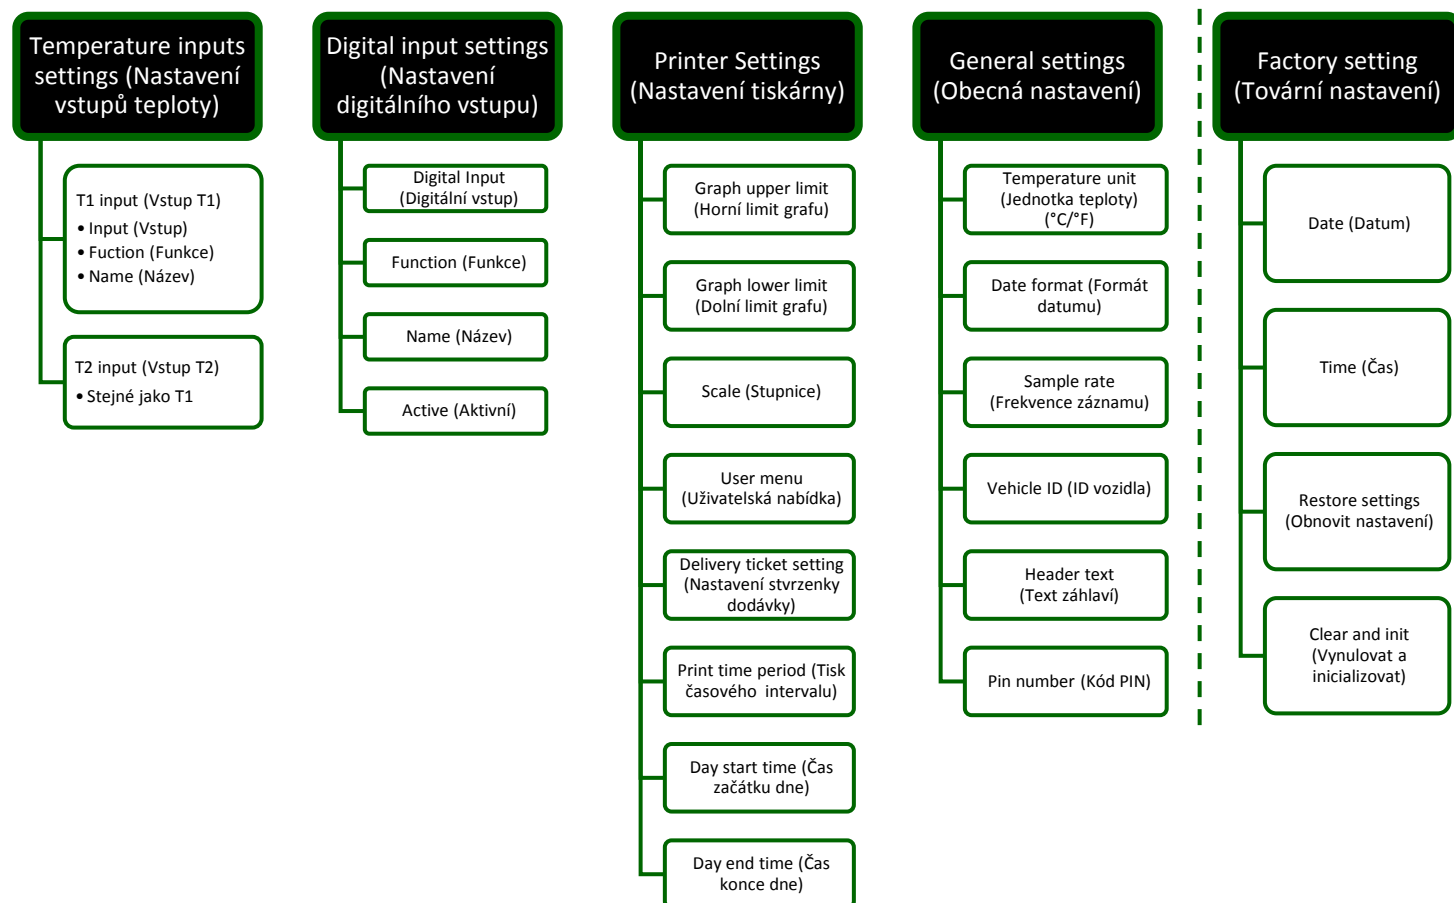 Temperature inputs
settings (Nastavení
vstupů teploty)
T1 input (Vstup T1)
• Input (Vstup)
• Fuction (Funkce)
• Name (Název)
T2 input (Vstup T2)
• Stejné jako T1
Digital input settings
(Nastavení
digitálního vstupu)
Digital Input
(Digitální vstup)
Function (Funkce)
Name (Název)
Active (Aktivní)
Printer Settings
(Nastavení tiskárny)
Graph upper limit
(Horní limit grafu)
Graph lower limit
(Dolní limit grafu)
Scale (Stupnice)
User menu
(Uživatelská nabídka)
Delivery ticket setting
(Nastavení stvrzenky
dodávky)
Print time period (Tisk
časového intervalu)
Day start time (Čas
začátku dne)
Day end time (Čas
konce dne)
General settings
(Obecná nastavení)
Temperature unit
(Jednotka teploty)
(°C/°F)
Date format (Formát
datumu)
Sample rate
(Frekvence záznamu)
Vehicle ID (ID vozidla)
Header text
(Text záhlaví)
Pin number (Kód PIN)
Factory setting
(Tovární nastavení)
Date (Datum)
Time (Čas)
Restore settings
(Obnovit nastavení)
Clear and init
(Vynulovat a
inicializovat)